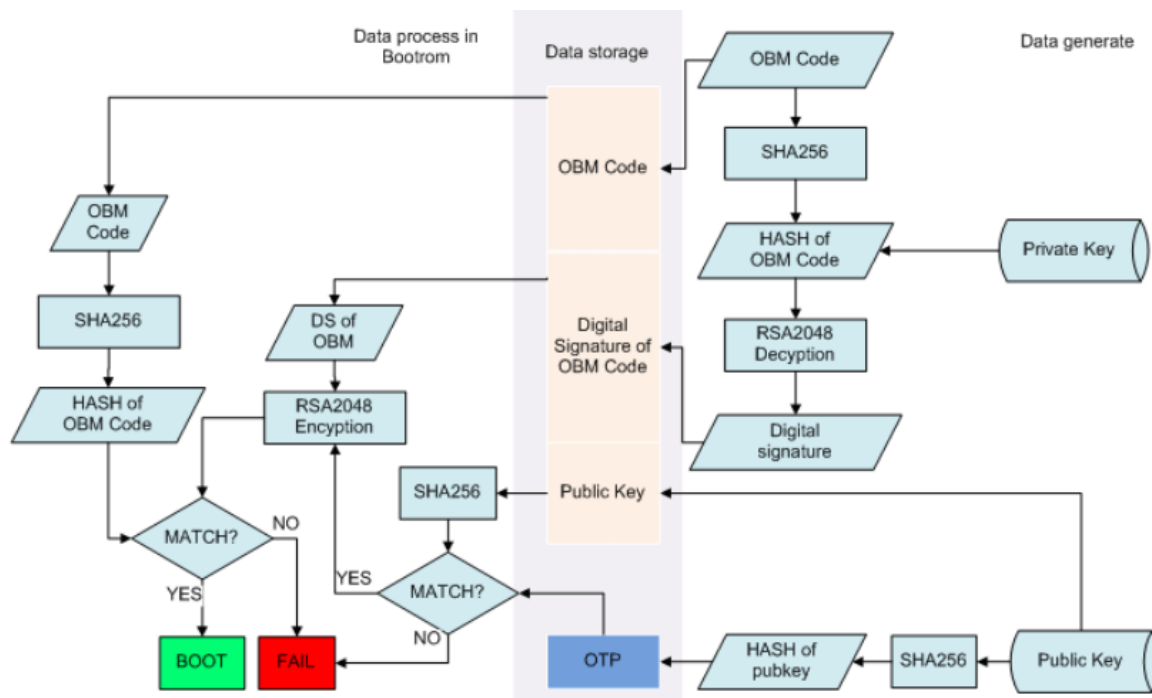 Data process in
Bootrom
Data storage
OBM Code
Data generate
SHA256
OBM Code
OBM
Code
HASH of
OBM Code
Private Key
SHA256
DS of
OBM
Digital
Signature of
OBM Code
RSA2048
Decyption
HASH of
OBM Code
RSA2048
Encyption
Digital
signature
SHA256
Public Key
MATCH?
NO
YES
MATCH?
YES
NO
BOOT
FAIL
OTP
HASH of
pubkey
SHA256
Public Key